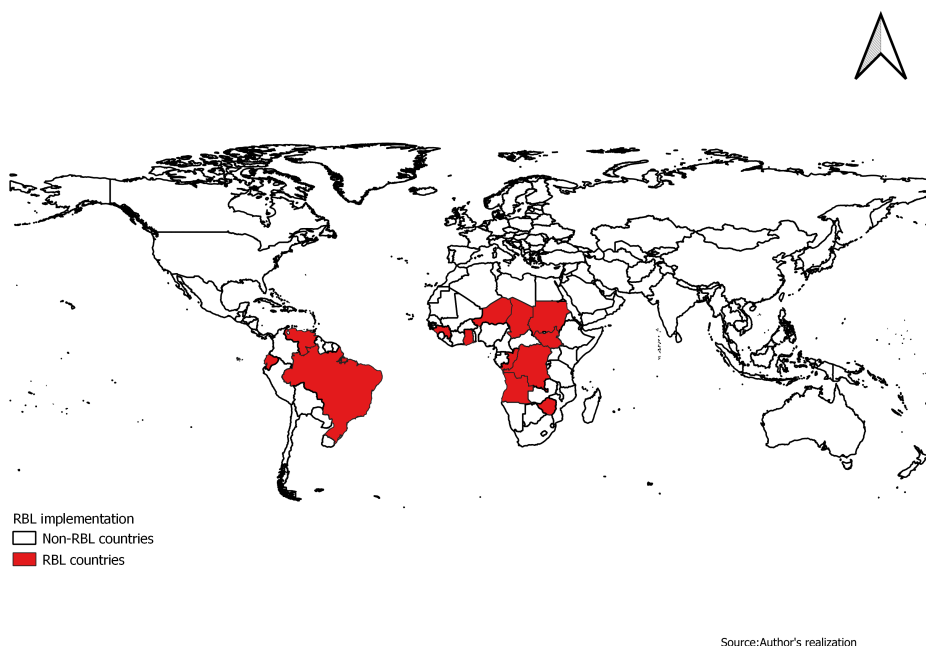 RBL implementation
Non-RBL countries
RBL countries
Source:Author's realization